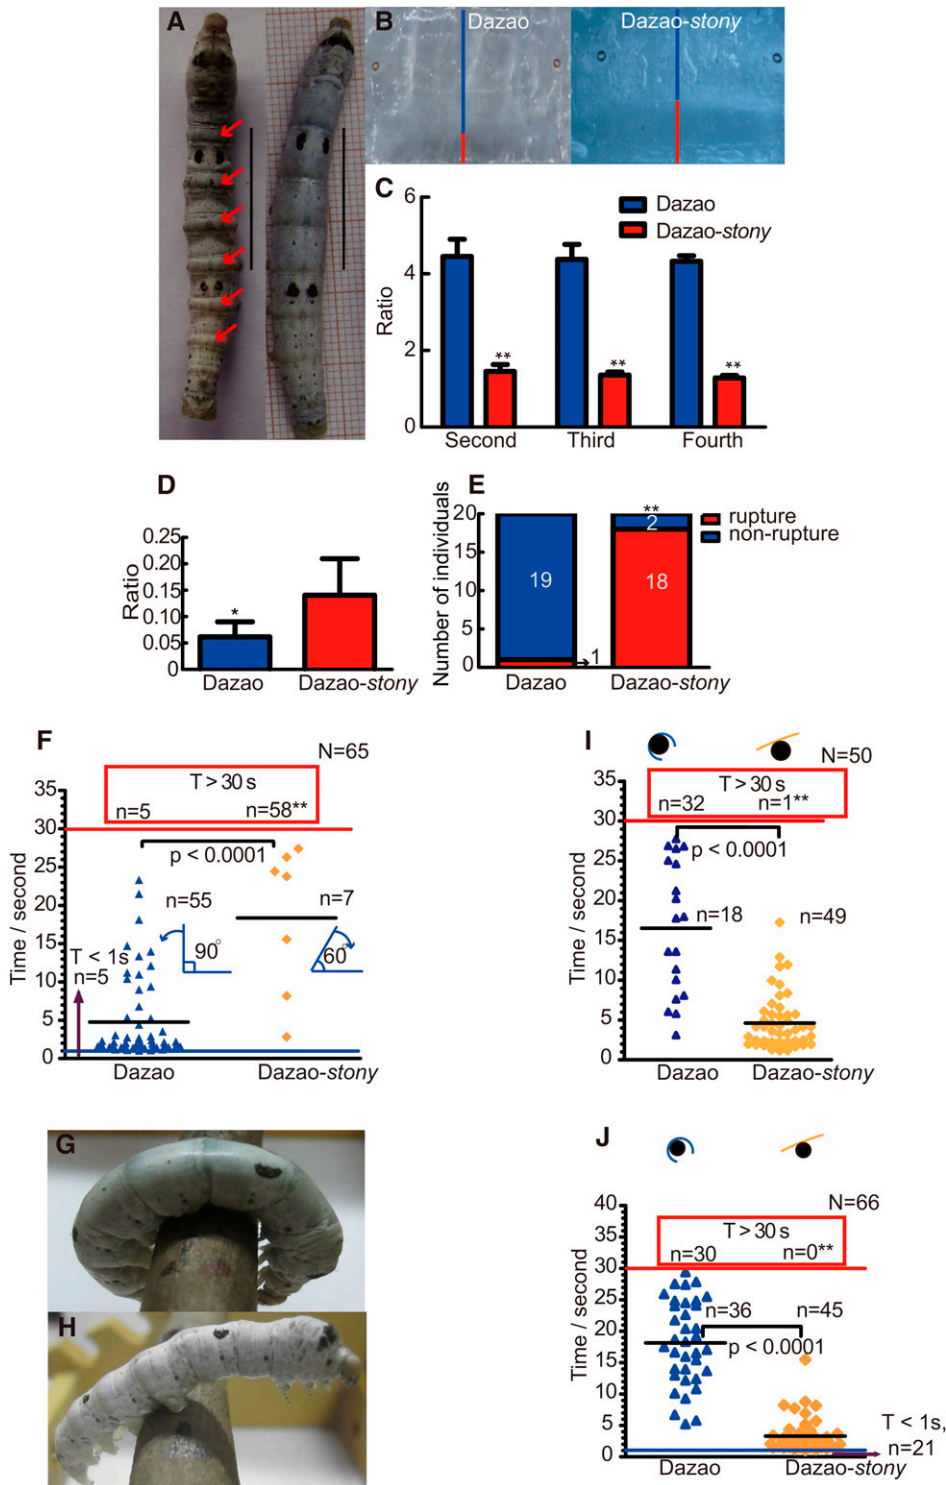 A
B
Dazao
Dazao-stony
C
6
4
2
0
Ratio
Dazao
Dazao-stony
**
**
**
Second
Third
Fourth
D
0.25
0.20
0.15
0.10
0.05
Ratio
*
Dazao
Dazao-stony
E
20
15
10
5
0
Number of individuals
**
2
19
18
1
rupture
non-rupture
Dazao
Dazao-stony
F
N=65
T > 30 s
n=5
n=58**
35
30
25
20
15
10
5
0
Time / second
p < 0.0001
n=55
n=7
90°
60°
T < 1s
n=5
Dazao
Dazao-stony
I
N=50
T > 30 s
n=32
n=1**
35
30
25
20
15
10
5
0
Time / second
p < 0.0001
n=18
n=49
Dazao
Dazao-stony
G
H
J
N=66
T > 30 s
n=30
n=0**
40
35
30
25
20
15
10
5
0
Time / second
n=36
n=45
p < 0.0001
T < 1s,
n=21
Dazao
Dazao-stony